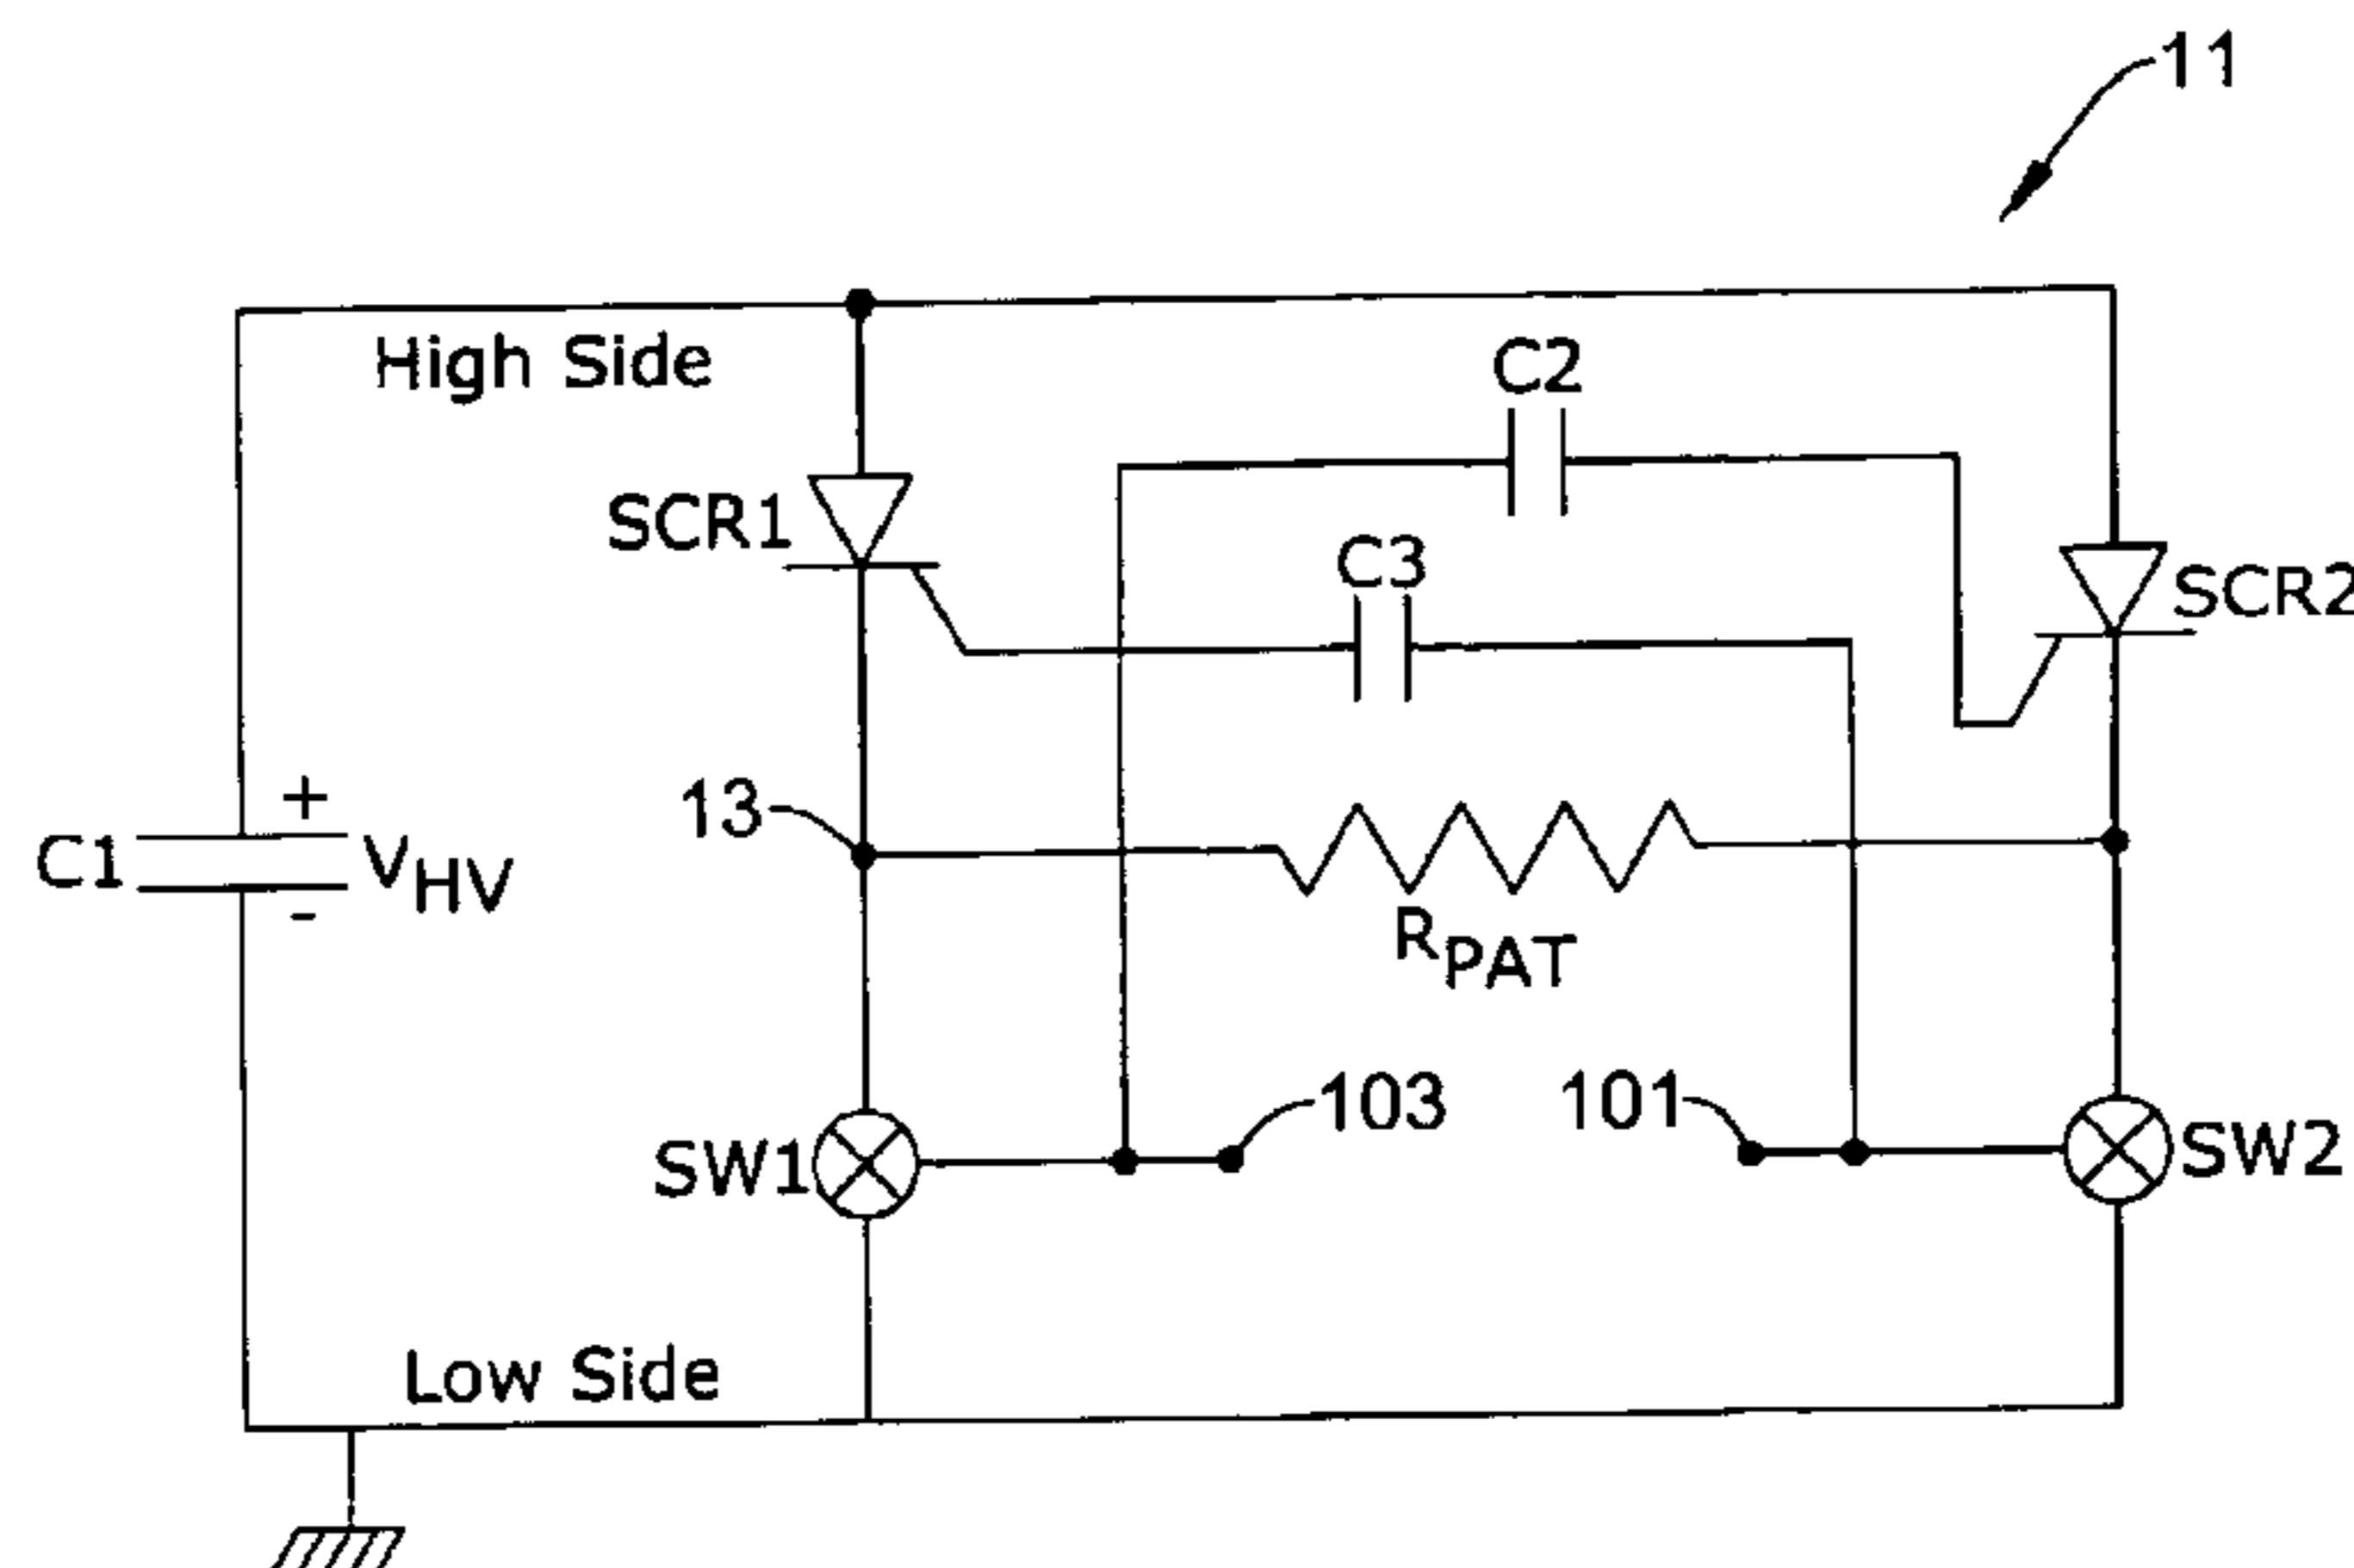 11
High Side
C2
SCR1
C3
SCR2
13
+
C1
VHV
-
RPAT
103
101
SW1
SW2
Low Side